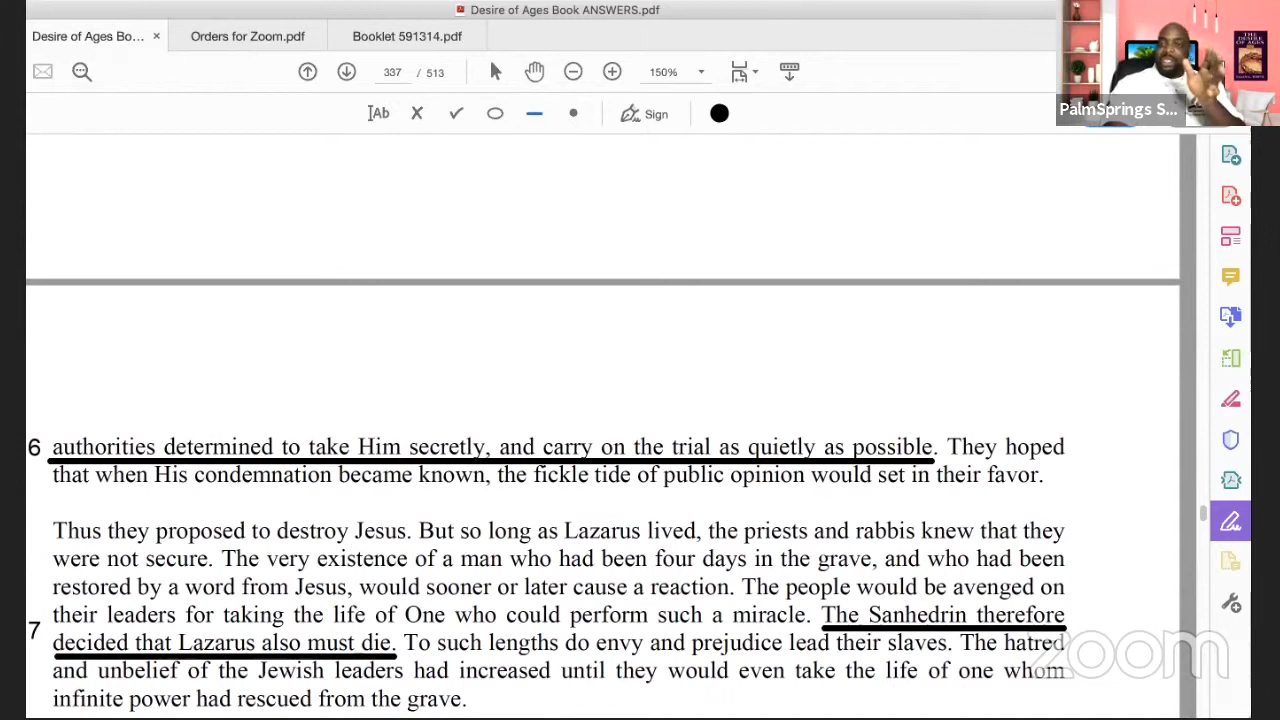 Desire of Ages Book ANSWERS.pdf
Desire of Ages Bo... ×
Orders for Zoom.pdf
Booklet 591314.pdf
337 / 513
150%
Ab
Sign
THE DESIRE OF AGES
PalmSprings S...
6 authorities determined to take Him secretly, and carry on the trial as quietly as possible. They hoped
that when His condemnation became known, the fickle tide of public opinion would set in their favor.
Thus they proposed to destroy Jesus. But so long as Lazarus lived, the priests and rabbis knew that they
were not secure. The very existence of a man who had been four days in the grave, and who had been
restored by a word from Jesus, would sooner or later cause a reaction. The people would be avenged on
their leaders for taking the life of One who could perform such a miracle. The Sanhedrin therefore
7 decided that Lazarus also must die. To such lengths do envy and prejudice lead their slaves. The hatred
and unbelief of the Jewish leaders had increased until they would even take the life of one whom
infinite power had rescued from the grave.
zoom